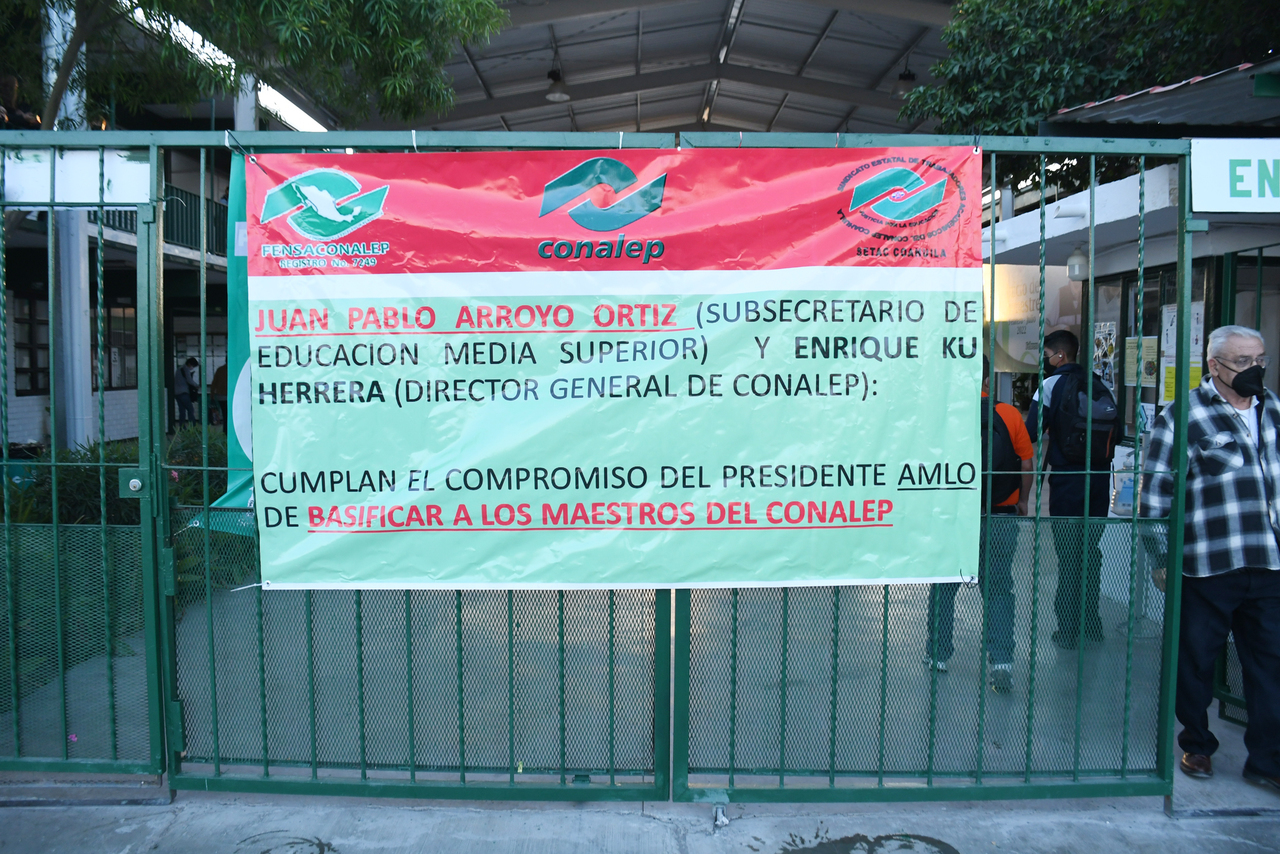 FENSACONALEP
REGISTRO No. 7249
conalep
SETAC COAHUILA
JUAN PABLO ARROYO ORTIZ (SUBSECRETARIO DE
EDUCACION MEDIA SUPERIOR) Y ENRIQUE KU
HERRERA (DIRECTOR GENERAL DE CONALEP):
CUMPLAN EL COMPROMISO DEL PRESIDENTE AMLO
DE BASIFICAR A LOS MAESTROS DEL CONALEP
EN